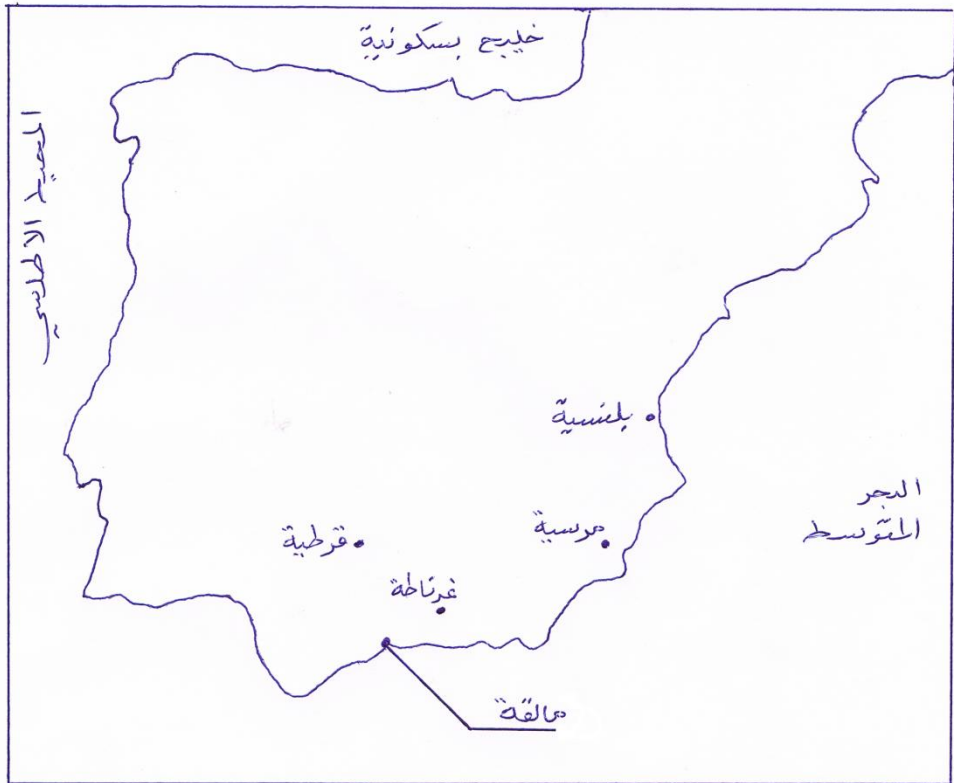 خليج بسكونية
المحيط الاطلسي
بلنسية
البحر
المتوسط
مرسية
قرطبة
غرناطة
مالقة